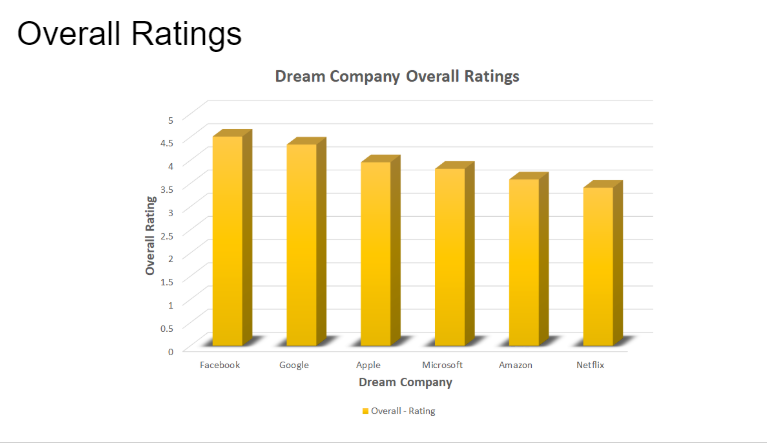 Overall Ratings
Dream Company Overall Ratings
5
4.5
4
3.5
3
2.5
2
1.5
1
0.5
0
Overall Rating
Facebook Google Apple Microsoft Amazon Netflix
Dream Company
Overall - Rating